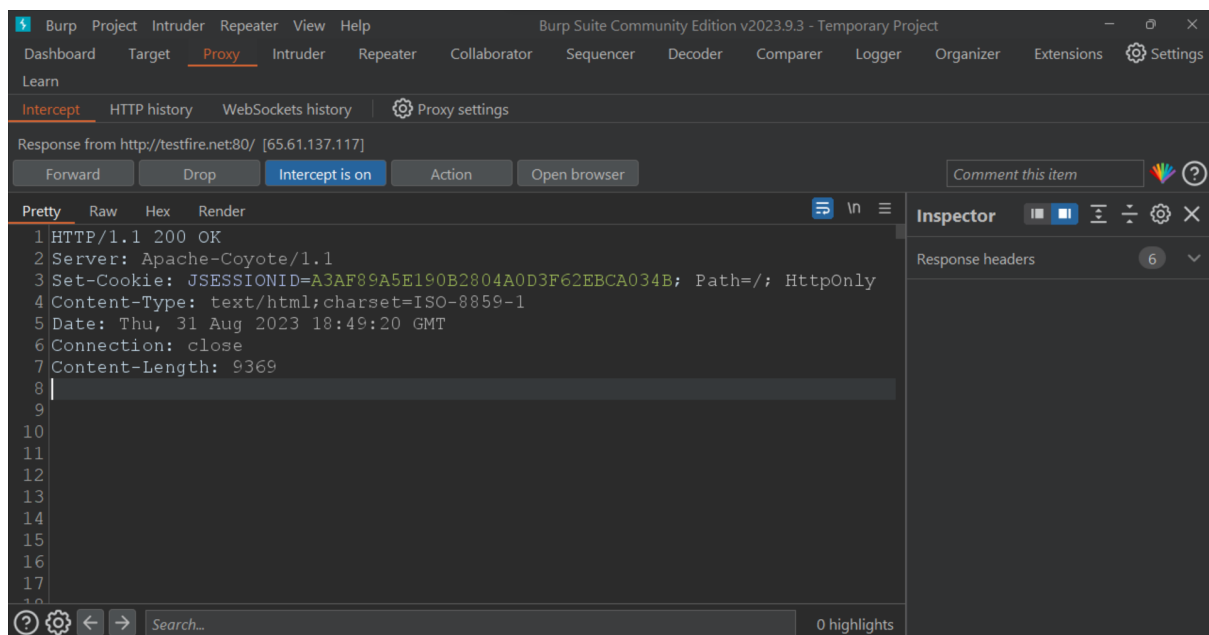 Burp Project Intruder Repeater View Help Burp Suite Community Edition v2023.9.3 - Temporary Project
Dashboard Target Proxy Intruder Repeater Collaborator Sequencer Decoder Comparer Logger Organizer Extensions Settings
Learn
Intercept HTTP history WebSockets history Proxy settings
Response from http://testfire.net:80/ [65.61.137.117]
Forward Drop Intercept is on Action Open browser Comment this item
Pretty Raw Hex Render \n Inspector
1 HTTP/1.1 200 OK
2 Server: Apache-Coyote/1.1
Response headers 6
3 Set-Cookie: JSESSIONID=A3AF89A5E190B2804A0D3F62EBCA034B; Path=/; HttpOnly
4 Content-Type: text/html;charset=ISO-8859-1
5 Date: Thu, 31 Aug 2023 18:49:20 GMT
6 Connection: close
7 Content-Length: 9369
8
9
10
11
12
13
14
15
16
17
Search... 0 highlights